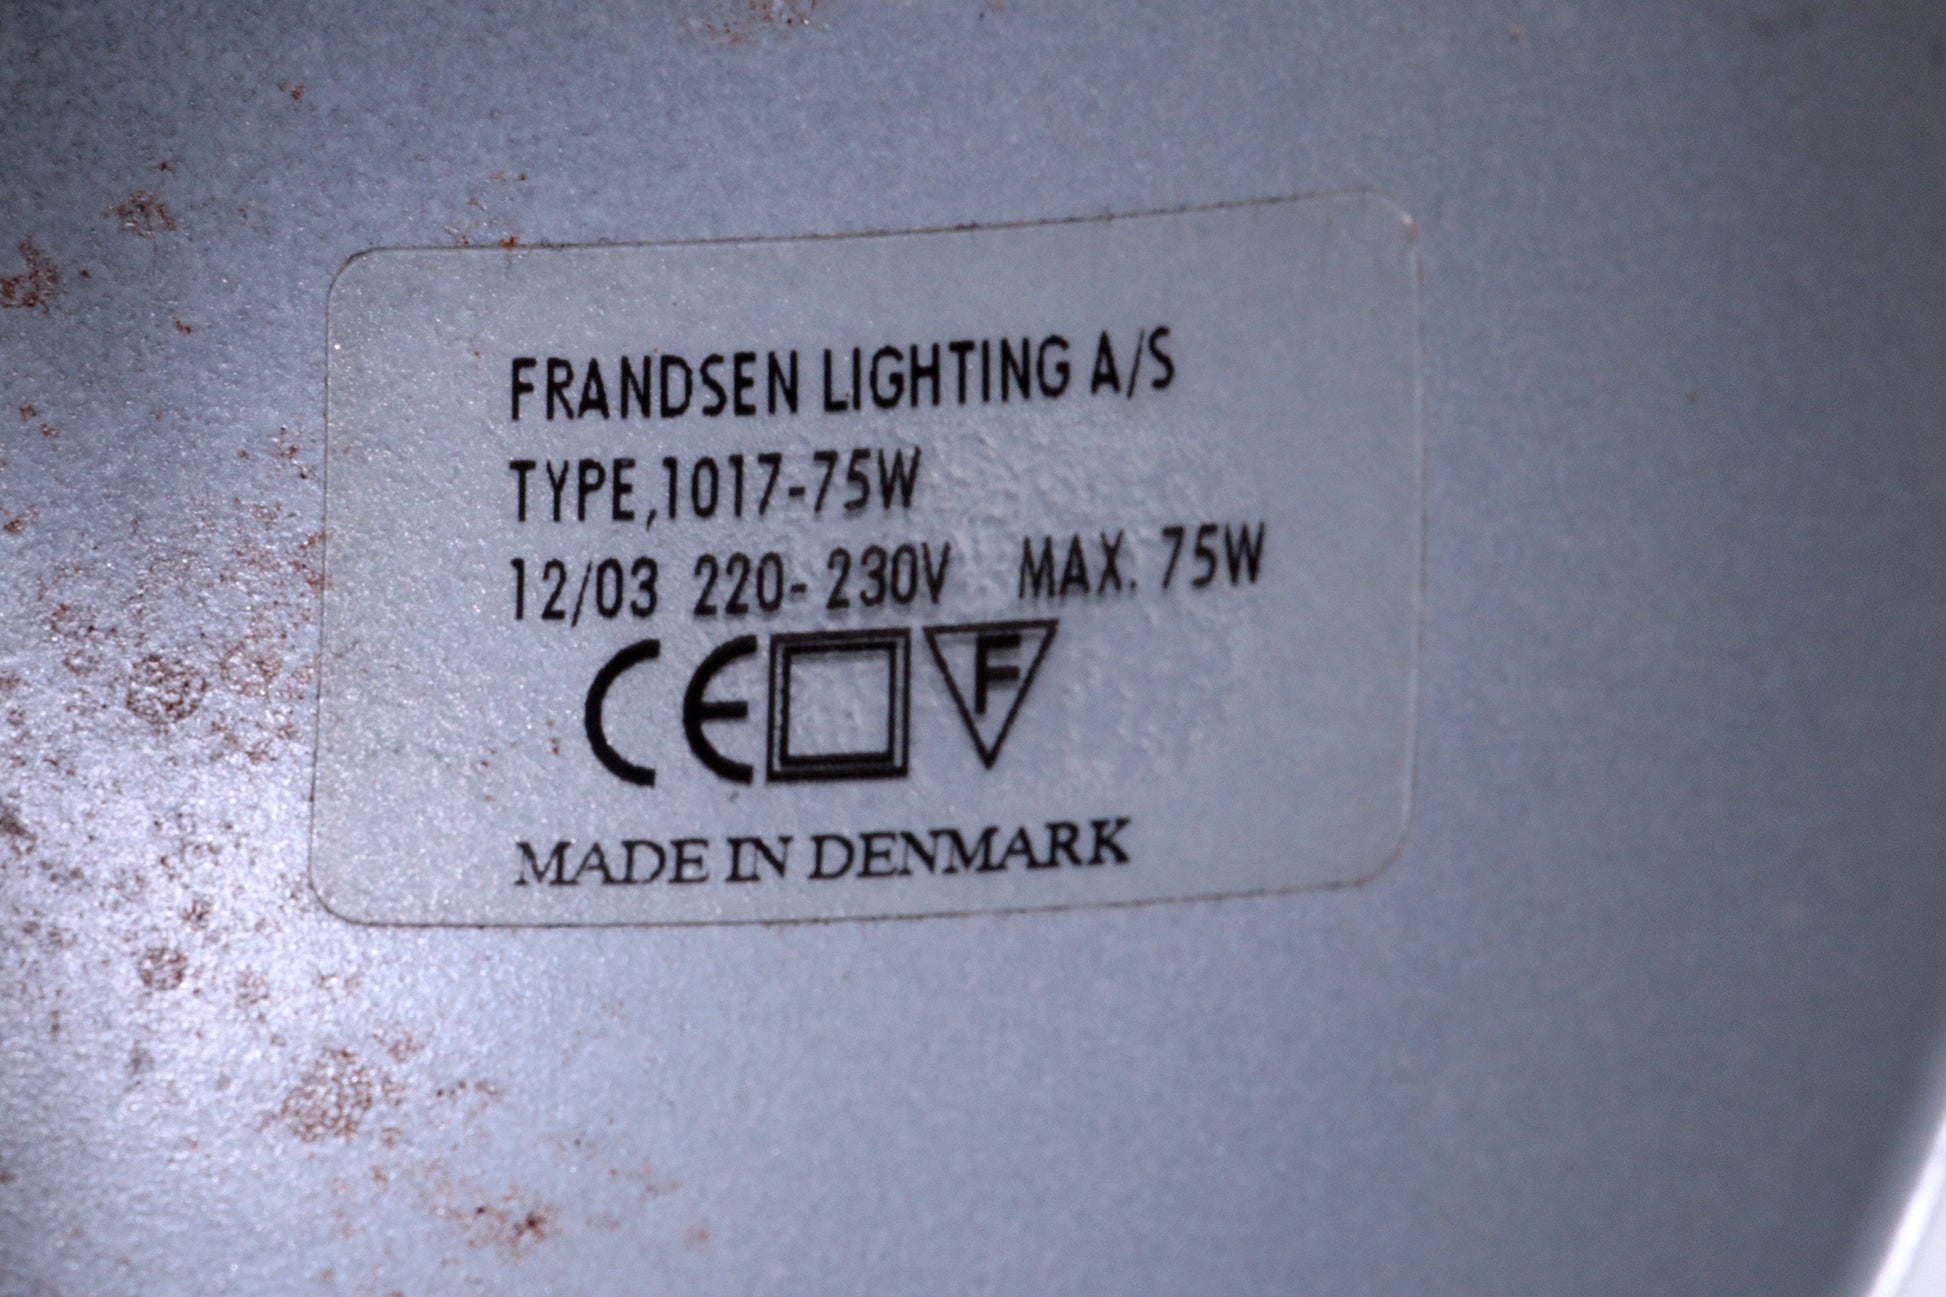 FRANDSEN LIGHTING A/S
TYPE,1017-75W
12/03 220-230V MAX. 75W
CE F
MADE IN DENMARK